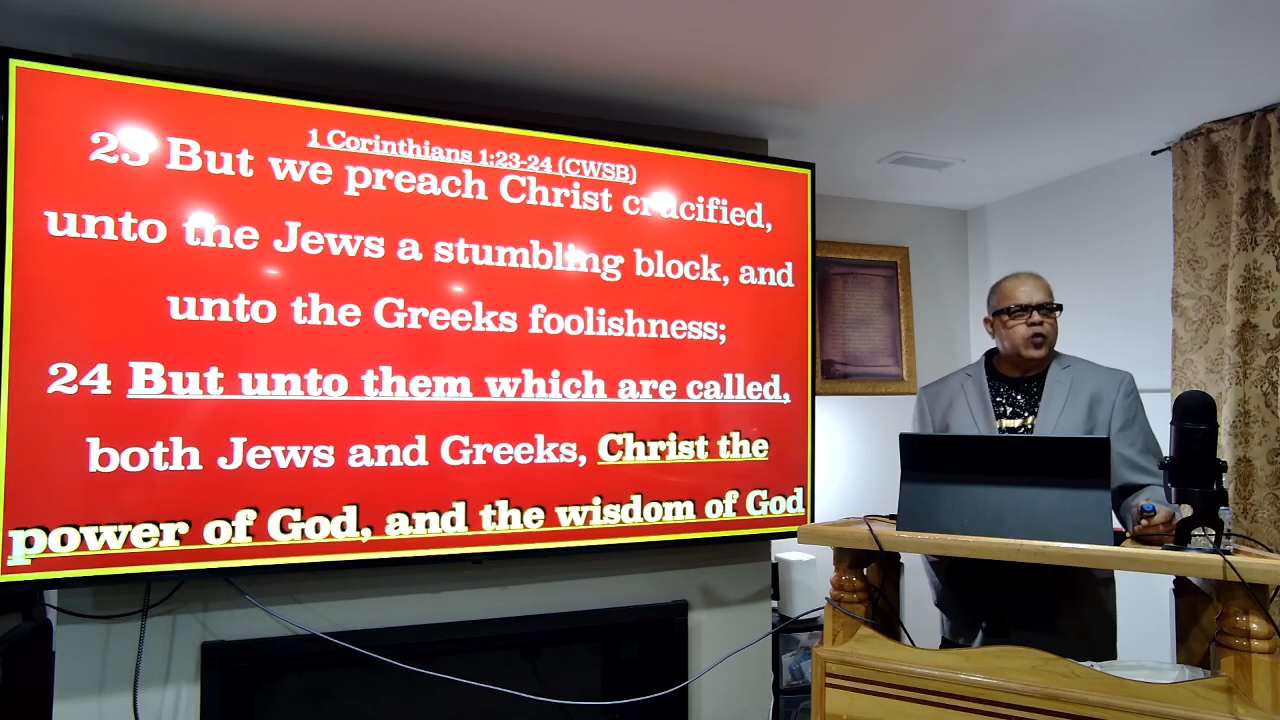 1 Corinthians 1:23-24 (CWSB)
23 But we preach Christ crucified,
unto the Jews a stumbling block, and
unto the Greeks foolishness;
24 But unto them which are called,
both Jews and Greeks, Christ the
power of God, and the wisdom of God